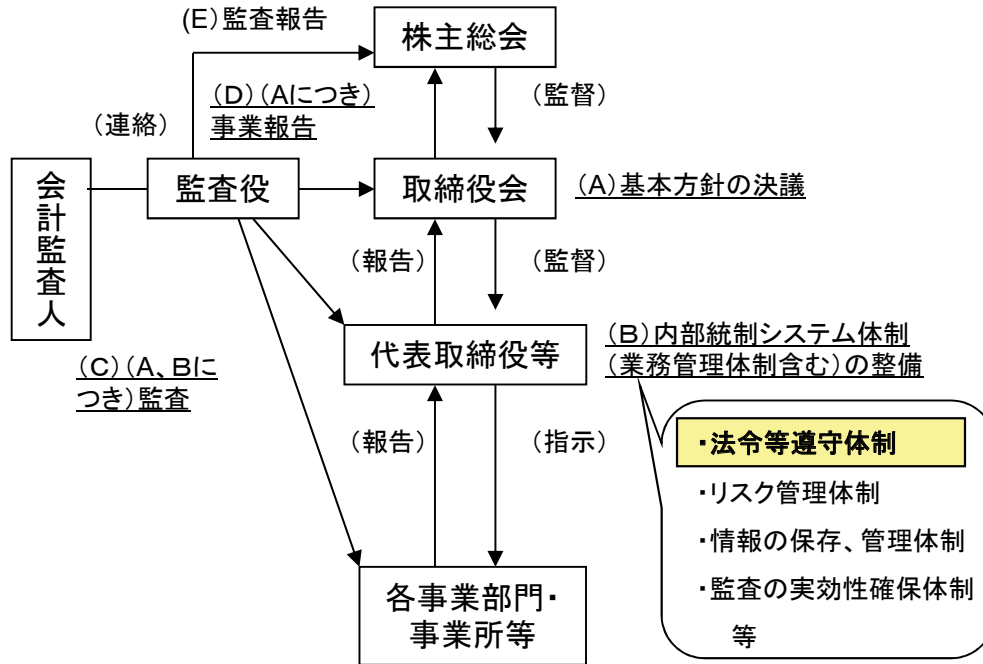 (E)監査報告
株主総会
(D)(Aにつき)
事業報告
(監督)
(連絡)
会計監査人
監査役
取締役会
(A)基本方針の決議
(報告)
(監督)
代表取締役等
(B)内部統制システム体制
(業務管理体制含む)の整備
(C)(A、Bに
つき)監査
(報告)
(指示)
・法令等遵守体制
・リスク管理体制
・情報の保存、管理体制
・監査の実効性確保体制
等
各事業部門・
事業所等